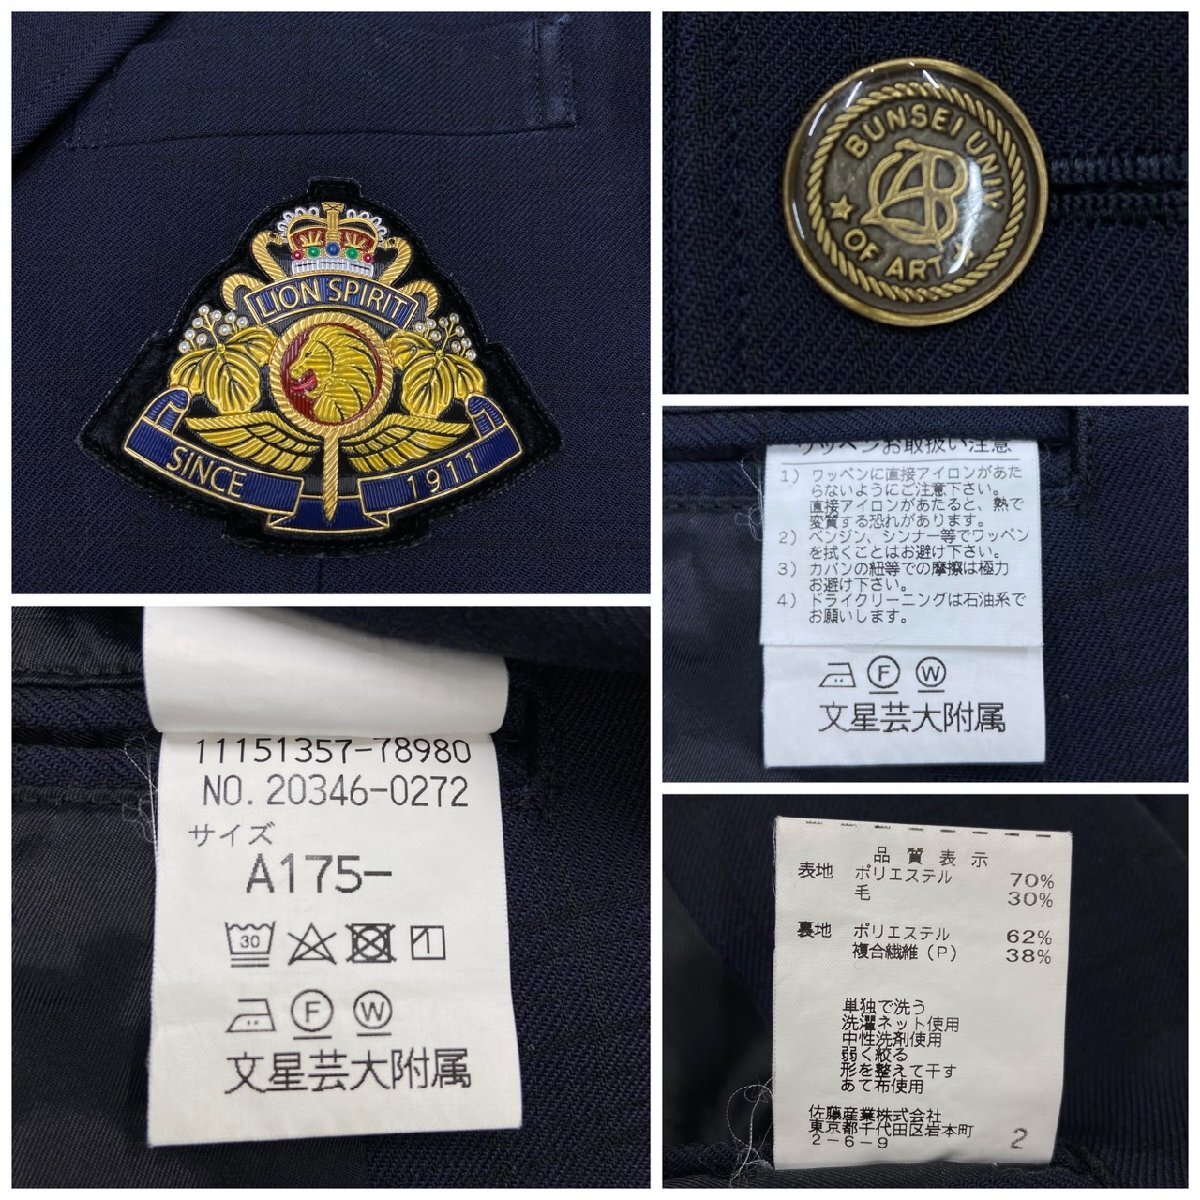 LION SPIRIT
SINCE 1911
BUNSEI UNIV.
OF ART
ワッペンお取扱い注意
1) ワッペンに直接アイロンがあた
らないようにご注意下さい。
直接アイロンがあたると、熱で
変質する恐れがあります。
2) ベンジン、シンナー等でワッペン
を拭くことはお避け下さい。
3) カバンの紐等での摩擦は極力
お避け下さい。
4) ドライクリーニングは石油系で
お願いします。
F W
文星芸大附属
11151357-78980
NO. 20346-0272
サイズ
A175-
30
F W
文星芸大附属
品質表示
表地 ポリエステル 70%
毛 30%
裏地 ポリエステル 62%
複合繊維(P) 38%
単独で洗う
洗濯ネット使用
中性洗剤使用
弱く絞る
形を整えて干す
あて布使用
佐藤産業株式会社
東京都千代田区岩本町
2-6-9 2